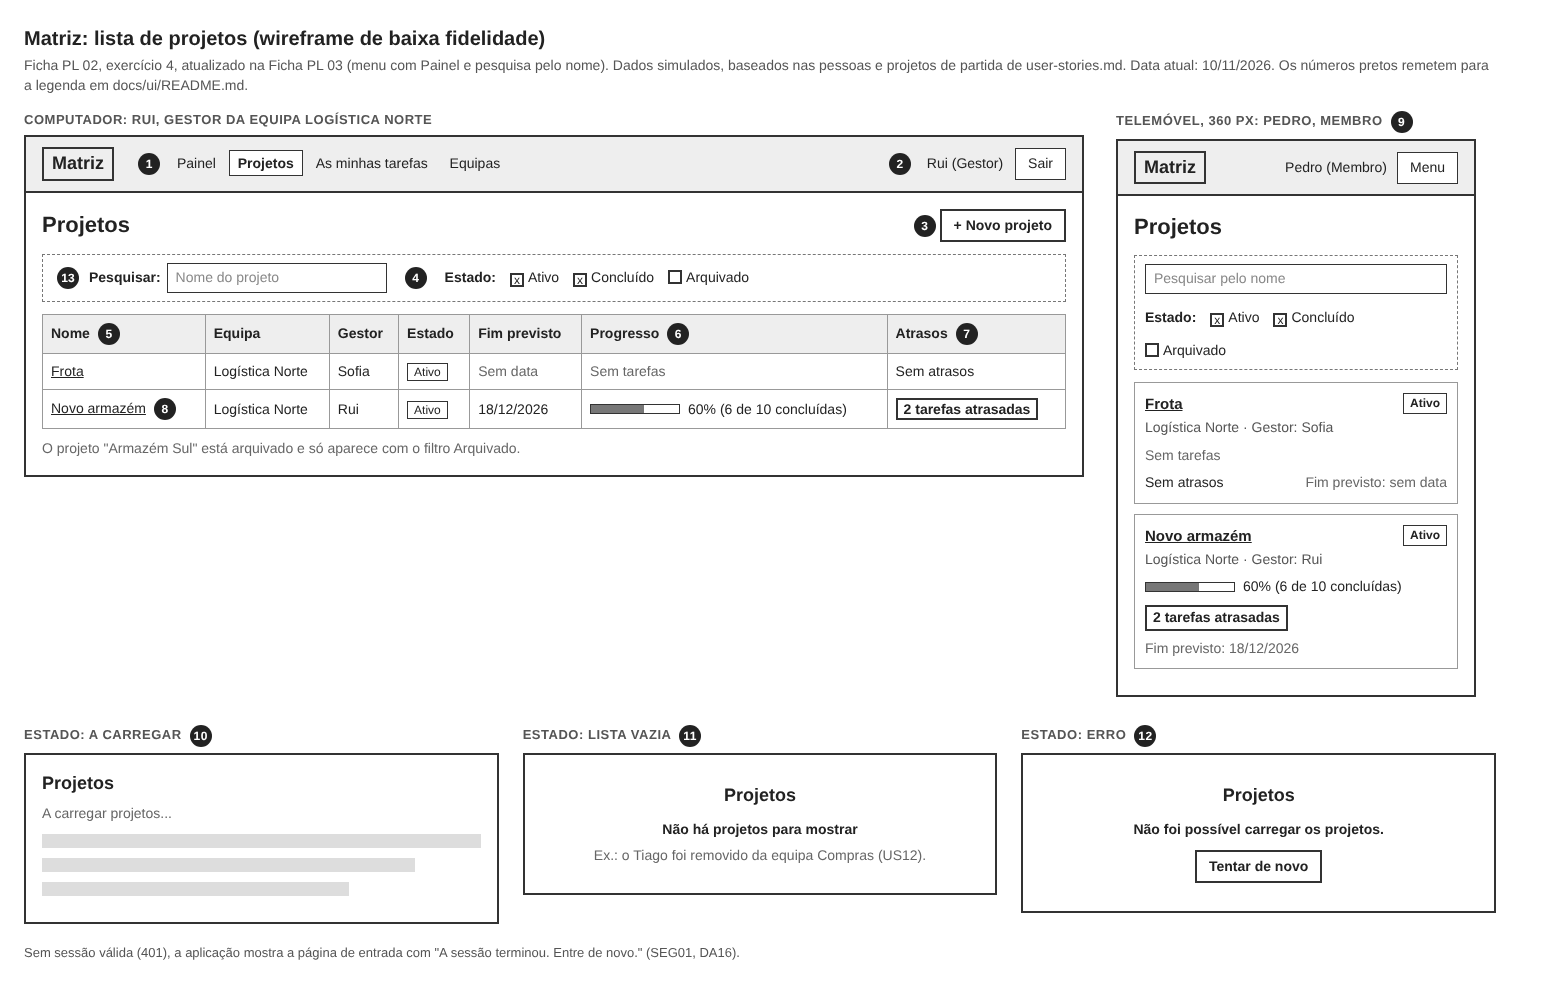 Matriz: lista de projetos (wireframe de baixa fidelidade)
Ficha PL 02, exercício 4, atualizado na Ficha PL 03 (menu com Painel e pesquisa pelo nome). Dados simulados, baseados nas pessoas e projetos de partida de user-stories.md. Data atual: 10/11/2026. Os números pretos remetem para
a legenda em docs/ui/README.md.
COMPUTADOR: RUI, GESTOR DA EQUIPA LOGÍSTICA NORTE
Matriz 1 Painel Projetos As minhas tarefas Equipas 2 Rui (Gestor) Sair
Projetos 3 + Novo projeto
13 Pesquisar: Nome do projeto 4 Estado: x Ativo x Concluído Arquivado
Nome 5 Equipa Gestor Estado Fim previsto Progresso 6 Atrasos 7
Frota Logística Norte Sofia Ativo Sem data Sem tarefas Sem atrasos
Novo armazém 8 Logística Norte Rui Ativo 18/12/2026 60% (6 de 10 concluídas) 2 tarefas atrasadas
O projeto "Armazém Sul" está arquivado e só aparece com o filtro Arquivado.
TELEMÓVEL, 360 PX: PEDRO, MEMBRO 9
Matriz Pedro (Membro) Menu
Projetos
Pesquisar pelo nome
Estado: x Ativo x Concluído
Arquivado
Frota Ativo
Logística Norte · Gestor: Sofia
Sem tarefas
Sem atrasos Fim previsto: sem data
Novo armazém Ativo
Logística Norte · Gestor: Rui
60% (6 de 10 concluídas)
2 tarefas atrasadas
Fim previsto: 18/12/2026
ESTADO: A CARREGAR 10
Projetos
A carregar projetos...
ESTADO: LISTA VAZIA 11
Projetos
Não há projetos para mostrar
Ex.: o Tiago foi removido da equipa Compras (US12).
ESTADO: ERRO 12
Projetos
Não foi possível carregar os projetos.
Tentar de novo
Sem sessão válida (401), a aplicação mostra a página de entrada com "A sessão terminou. Entre de novo." (SEG01, DA16).